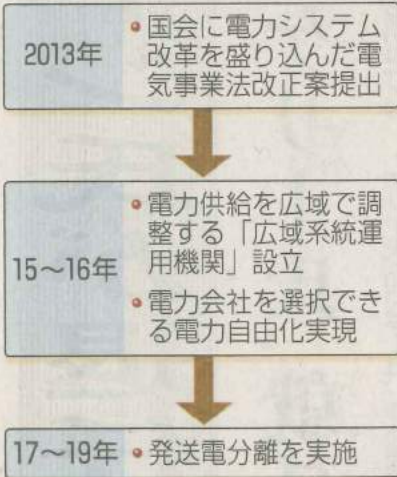 2013年
• 国会に電力システム
改革を盛り込んだ電
気事業法改正案提出
15〜16年
• 電力供給を広域で調
整する「広域系統運
用機関」設立
• 電力会社を選択でき
る電力自由化実現
17〜19年
• 発送電分離を実施